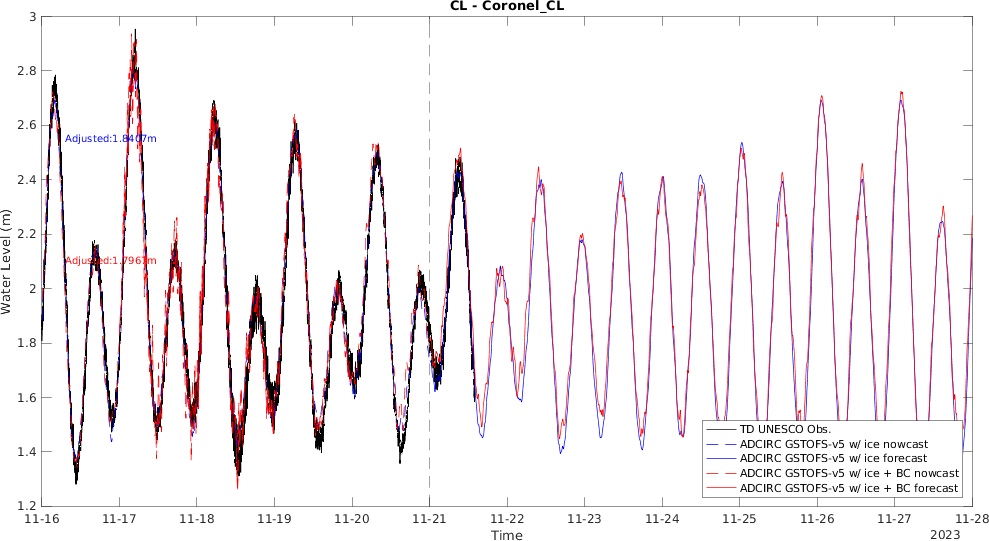 CL - Coronel_CL
3
2.8
2.6
2.4
2.2
2
1.8
1.6
1.4
1.2
Water Level (m)
Adjusted:1.8407m
Adjusted:1.7967m
TD UNESCO Obs.
ADCIRC GSTOFS-v5 w/ ice nowcast
ADCIRC GSTOFS-v5 w/ ice forecast
ADCIRC GSTOFS-v5 w/ ice + BC nowcast
ADCIRC GSTOFS-v5 w/ ice + BC forecast
11-16 11-17 11-18 11-19 11-20 11-21 11-22 11-23 11-24 11-25 11-26 11-27 11-28
Time
2023